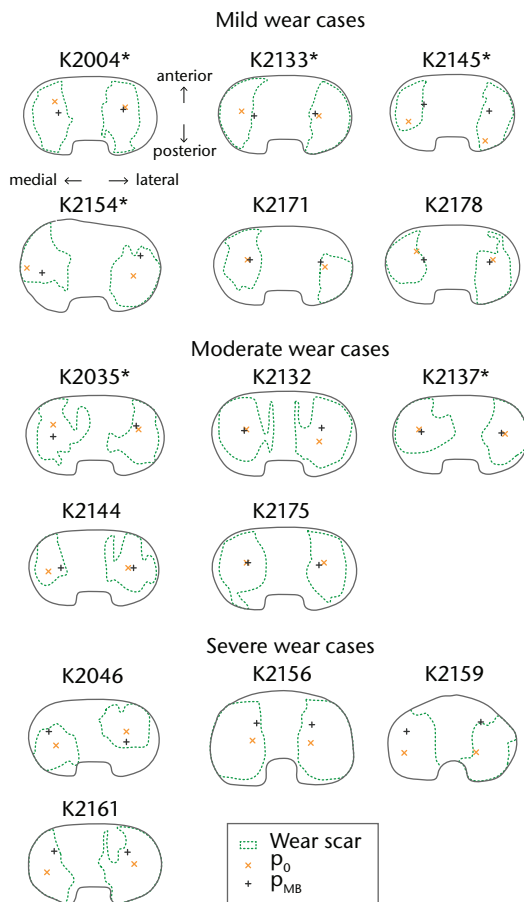 Mild wear cases
K2004* K2133* K2145*
anterior
posterior
medial lateral
K2154* K2171 K2178
Moderate wear cases
K2035* K2132 K2137*
K2144 K2175
Severe wear cases
K2046 K2156 K2159
K2161
Wear scar
p0
pMB